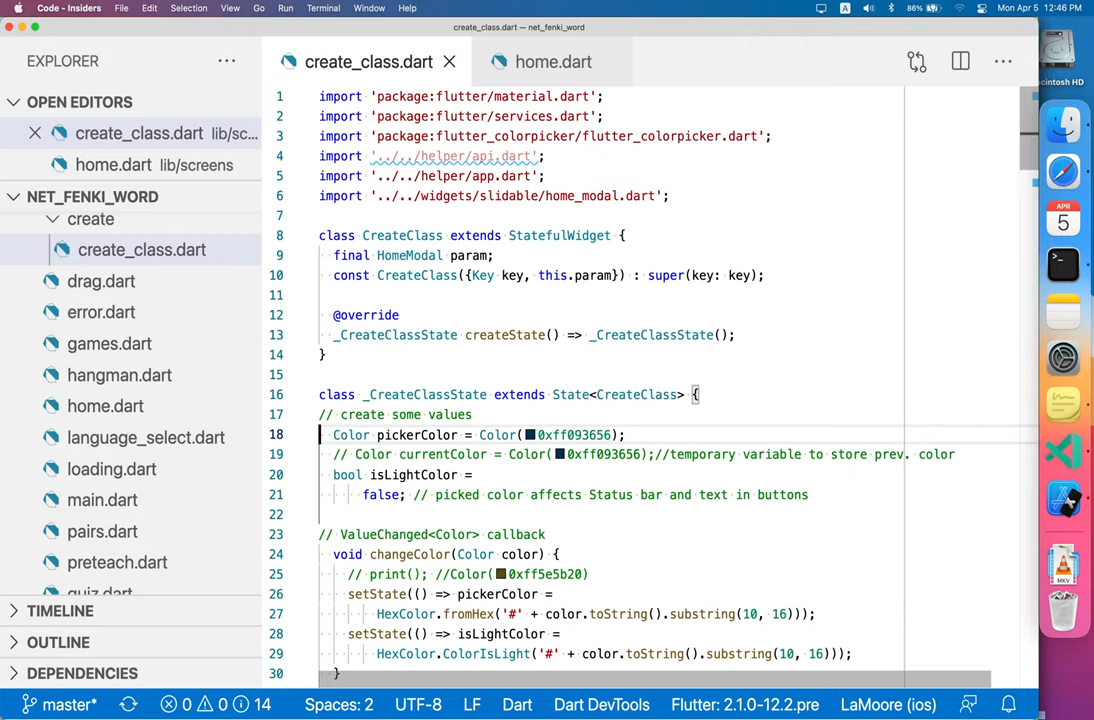 Code - Insiders File Edit Selection View Go Run Terminal Window Help A 86% Mon Apr 5 12:46 PM
create_class.dart — net_fenki_word
EXPLORER
create_class.dart home.dart
OPEN EDITORS
create_class.dart lib/sc...
home.dart lib/screens
NET_FENKI_WORD
create
create_class.dart
drag.dart
error.dart
games.dart
hangman.dart
home.dart
language_select.dart
loading.dart
main.dart
pairs.dart
preteach.dart
quiz.dart
TIMELINE
OUTLINE
DEPENDENCIES
1 import 'package:flutter/material.dart';
2 import 'package:flutter/services.dart';
3 import 'package:flutter_colorpicker/flutter_colorpicker.dart';
4 import '../../helper/api.dart';
5 import '../../helper/app.dart';
6 import '../../widgets/slidable/home_modal.dart';
7
8 class CreateClass extends StatefulWidget {
9 final HomeModal param;
10 const CreateClass({Key key, this.param}) : super(key: key);
11
12 @override
13 _CreateClassState createState() => _CreateClassState();
14 }
15
16 class _CreateClassState extends State<CreateClass> {
17 // create some values
18 Color pickerColor = Color(0xff093656);
19 // Color currentColor = Color(0xff093656);//temporary variable to store prev. color
20 bool isLightColor =
21 false; // picked color affects Status bar and text in buttons
22
23 // ValueChanged<Color> callback
24 void changeColor(Color color) {
25 // print(); //Color(0xff5e5b20)
26 setState(() => pickerColor =
27 HexColor.fromHex('#' + color.toString().substring(10, 16)));
28 setState(() => isLightColor =
29 HexColor.ColorIsLight('#' + color.toString().substring(10, 16)));
30 }
cintosh HD
APR
5
MKV
master* 0 0 14 Spaces: 2 UTF-8 LF Dart Dart DevTools Flutter: 2.1.0-12.2.pre LaMoore (ios)